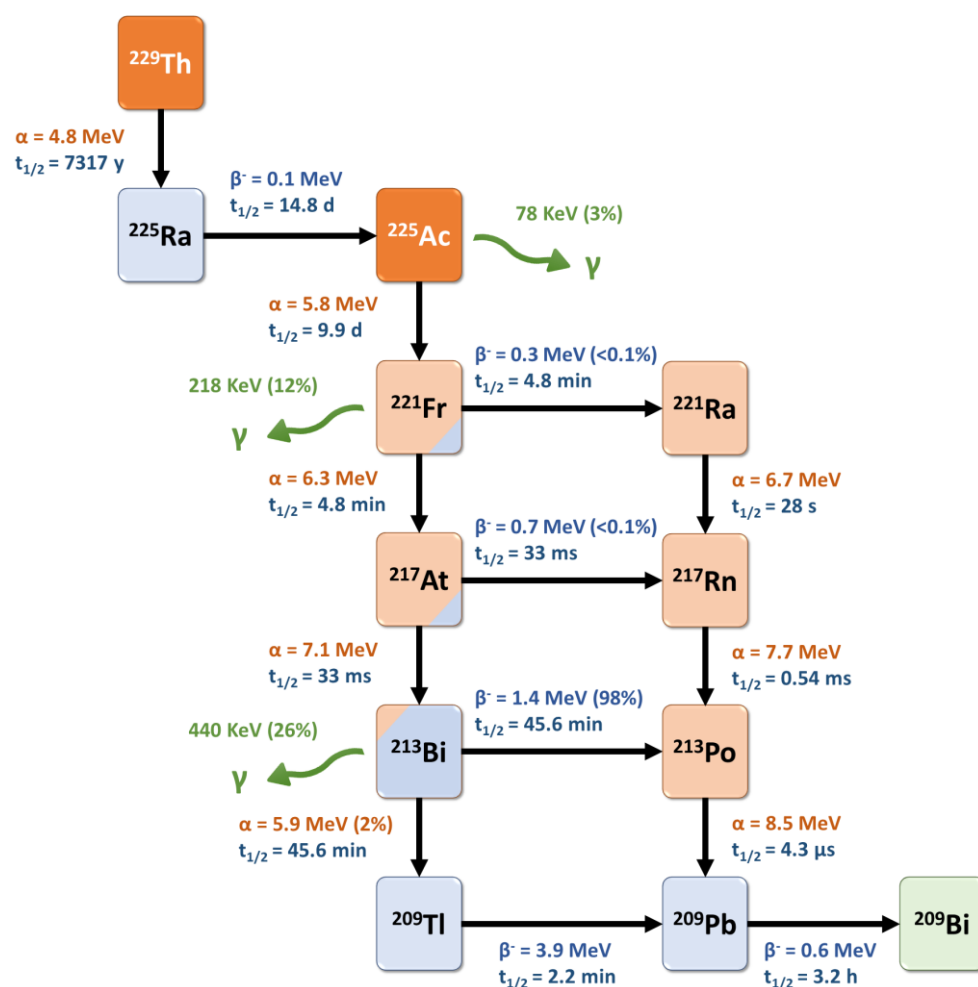 ²²⁹Th
α = 4.8 MeV
t₁/₂ = 7317 y
β⁻ = 0.1 MeV
t₁/₂ = 14.8 d
²²⁵Ra
²²⁵Ac
78 KeV (3%)
γ
α = 5.8 MeV
t₁/₂ = 9.9 d
β⁻ = 0.3 MeV (<0.1%)
t₁/₂ = 4.8 min
218 KeV (12%)
γ
²²¹Fr
²²¹Ra
α = 6.3 MeV
t₁/₂ = 4.8 min
α = 6.7 MeV
t₁/₂ = 28 s
β⁻ = 0.7 MeV (<0.1%)
t₁/₂ = 33 ms
²¹⁷At
²¹⁷Rn
α = 7.1 MeV
t₁/₂ = 33 ms
α = 7.7 MeV
t₁/₂ = 0.54 ms
β⁻ = 1.4 MeV (98%)
t₁/₂ = 45.6 min
440 KeV (26%)
γ
²¹³Bi
²¹³Po
α = 5.9 MeV (2%)
t₁/₂ = 45.6 min
α = 8.5 MeV
t₁/₂ = 4.3 µs
²⁰⁹Tl
²⁰⁹Pb
²⁰⁹Bi
β⁻ = 3.9 MeV
t₁/₂ = 2.2 min
β⁻ = 0.6 MeV
t₁/₂ = 3.2 h